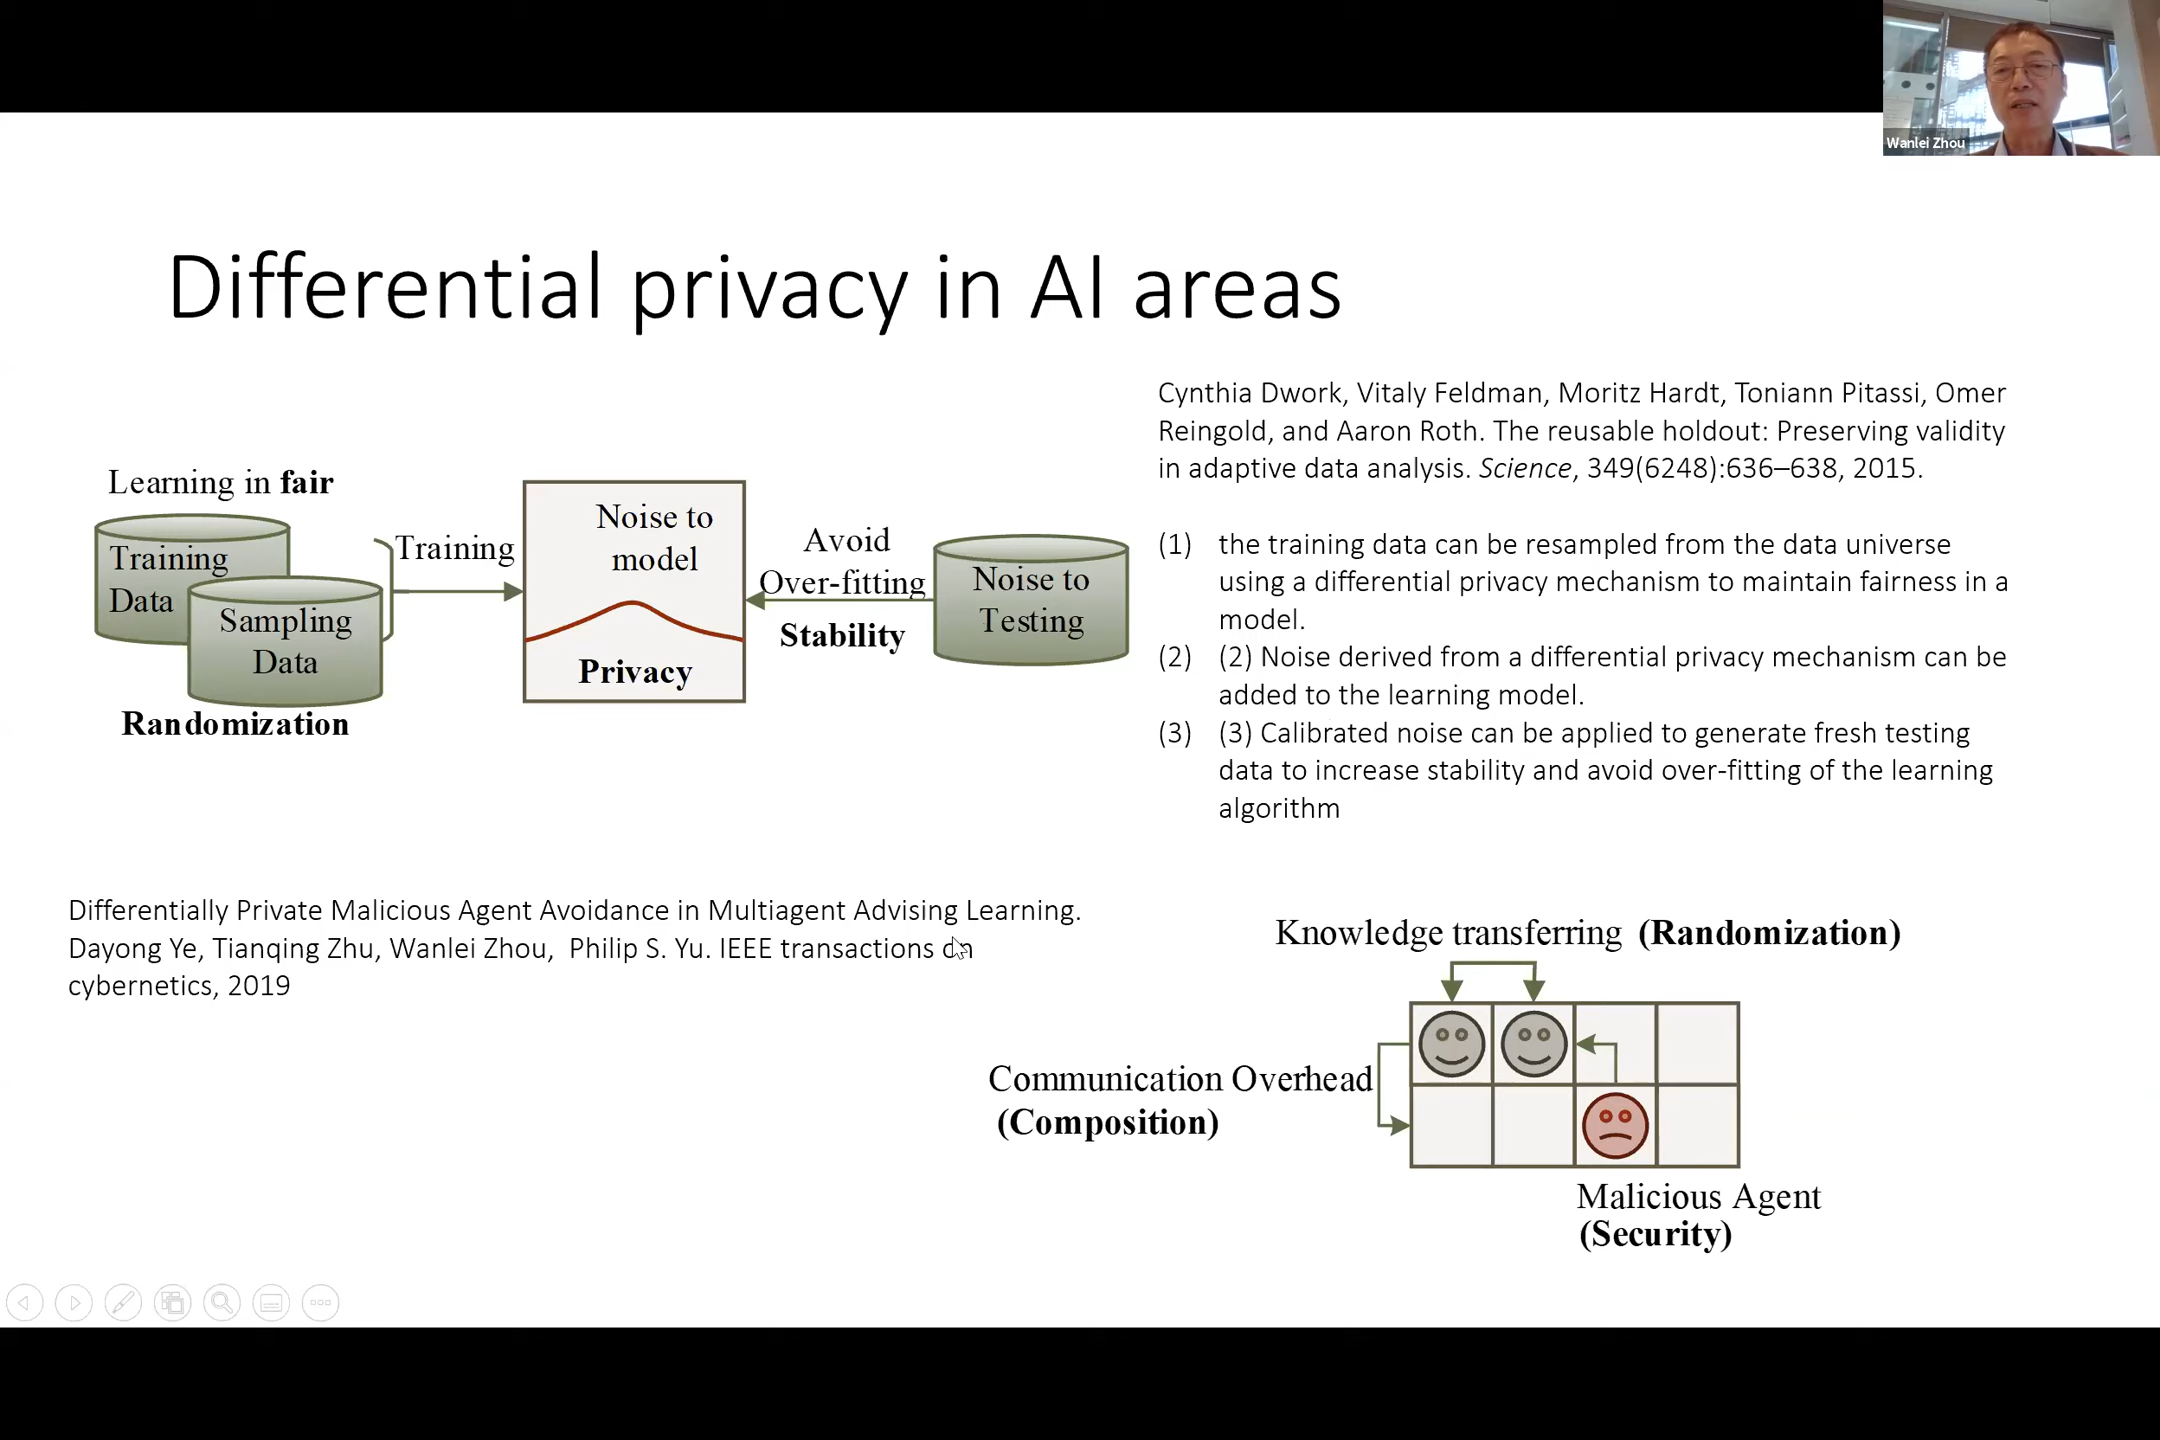 Wanlei Zhou
Differential privacy in AI areas
Cynthia Dwork, Vitaly Feldman, Moritz Hardt, Toniann Pitassi, Omer
Reingold, and Aaron Roth. The reusable holdout: Preserving validity
in adaptive data analysis. Science, 349(6248):636–638, 2015.
Learning in fair
Training
Data
Sampling
Data
Randomization
Training
Noise to
model
Privacy
Avoid
Over-fitting
Stability
Noise to
Testing
(1) the training data can be resampled from the data universe
using a differential privacy mechanism to maintain fairness in a
model.
(2) (2) Noise derived from a differential privacy mechanism can be
added to the learning model.
(3) (3) Calibrated noise can be applied to generate fresh testing
data to increase stability and avoid over-fitting of the learning
algorithm
Differentially Private Malicious Agent Avoidance in Multiagent Advising Learning.
Dayong Ye, Tianqing Zhu, Wanlei Zhou, Philip S. Yu. IEEE transactions on
cybernetics, 2019
Knowledge transferring (Randomization)
Communication Overhead
(Composition)
Malicious Agent
(Security)